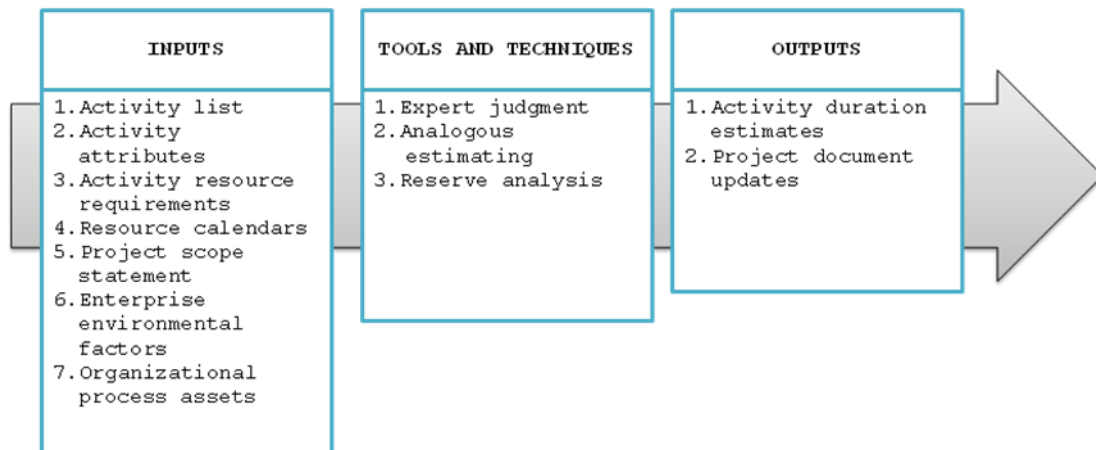 INPUTS
1.Activity list
2.Activity
attributes
3.Activity resource
requirements
4.Resource calendars
5.Project scope
statement
6.Enterprise
environmental
factors
7.Organizational
process assets
TOOLS AND TECHNIQUES
1.Expert judgment
2.Analogous
estimating
3.Reserve analysis
OUTPUTS
1.Activity duration
estimates
2.Project document
updates